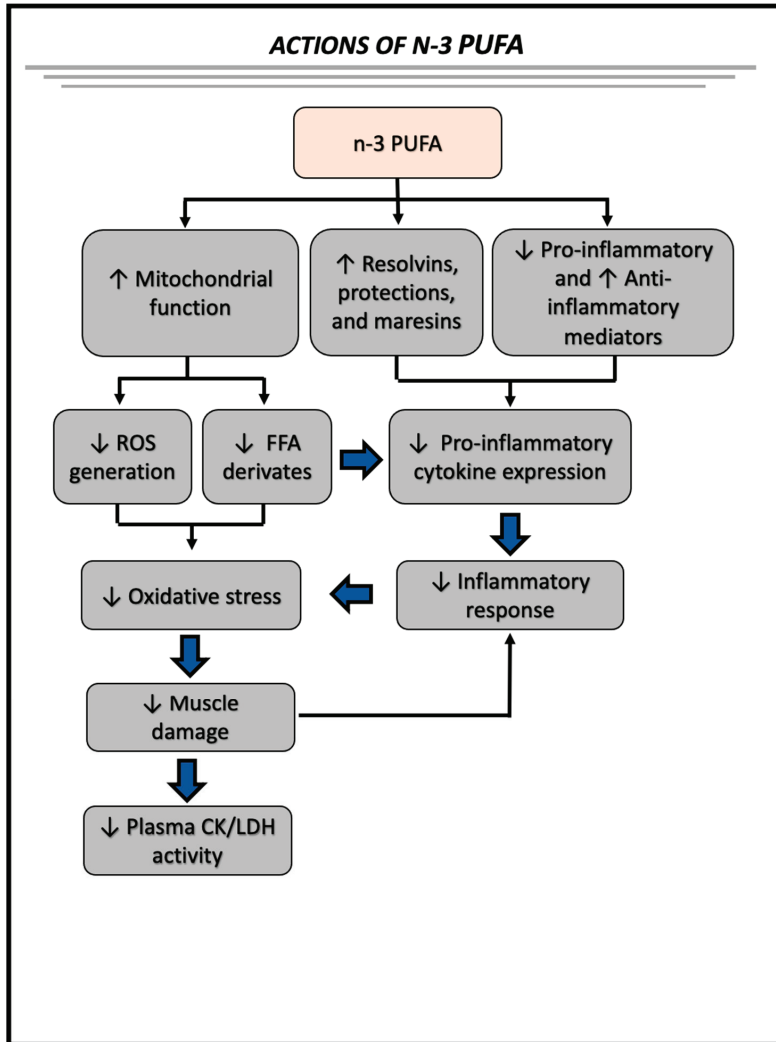 ACTIONS OF N-3 PUFA
n-3 PUFA
↑ Mitochondrial
function
↑ Resolvins,
protections,
and maresins
↓ Pro-inflammatory
and ↑ Anti-
inflammatory
mediators
↓ ROS
generation
↓ FFA
derivates
↓ Pro-inflammatory
cytokine expression
↓ Oxidative stress
↓ Inflammatory
response
↓ Muscle
damage
↓ Plasma CK/LDH
activity